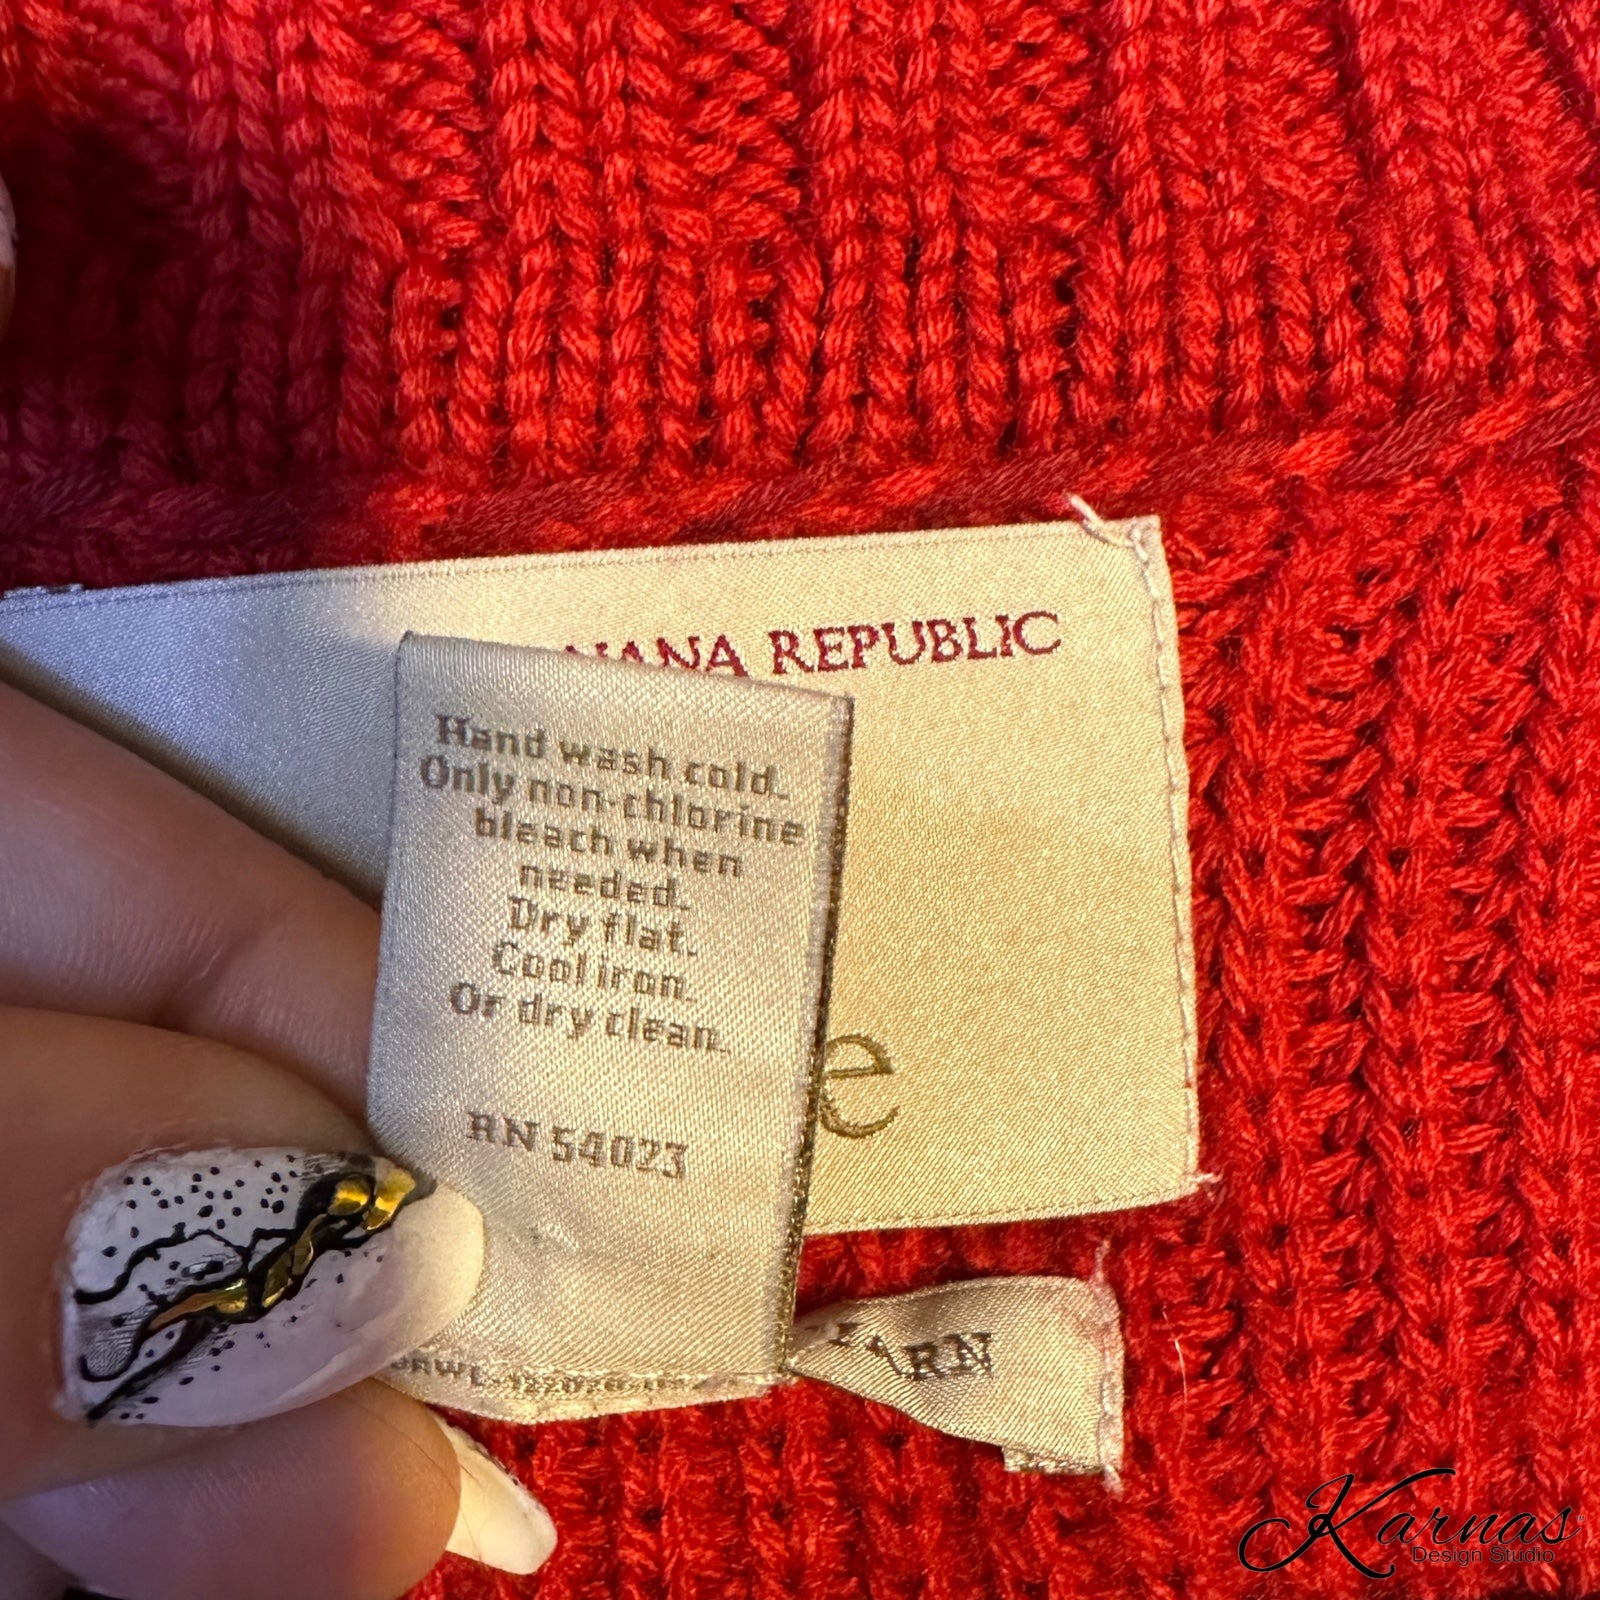 NANA REPUBLIC
Hand wash cold.
Only non-chlorine
bleach when
needed.
Dry flat.
Cool iron.
Or dry clean.
e
RN 54023
YARN
Karnas
Design Studio